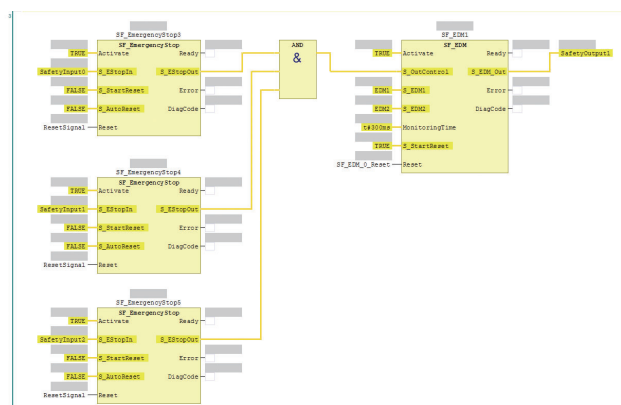 3
SF_EmergencyStop3
SF_EmergencyStop
TRUE Activate Ready
SafetyInput0 S_EStopIn S_EStopOut
FALSE S_StartReset Error
FALSE S_AutoReset DiagCode
ResetSignal Reset
AND
&
SF_EDM1
SF_EDM
TRUE Activate Ready
S_OutControl S_EDM_Out SafetyOutput1
EDM1 S_EDM1 Error
EDM2 S_EDM2 DiagCode
t#300ms MonitoringTime
TRUE S_StartReset
SF_EDM_0_Reset Reset
SF_EmergencyStop4
SF_EmergencyStop
TRUE Activate Ready
SafetyInput1 S_EStopIn S_EStopOut
FALSE S_StartReset Error
FALSE S_AutoReset DiagCode
ResetSignal Reset
SF_EmergencyStop5
SF_EmergencyStop
TRUE Activate Ready
SafetyInput2 S_EStopIn S_EStopOut
FALSE S_StartReset Error
FALSE S_AutoReset DiagCode
ResetSignal Reset